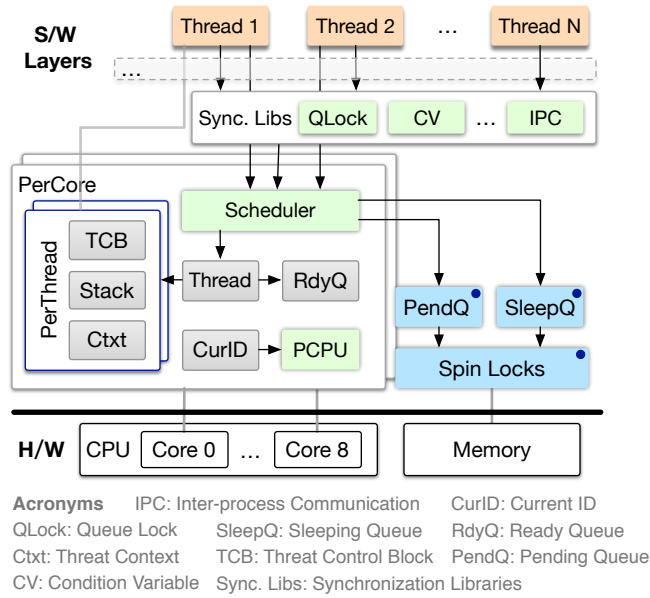 S/W
Layers
Thread 1
Thread 2
...
Thread N
...
Sync. Libs
QLock
CV
...
IPC
PerCore
Scheduler
PerThread
TCB
Stack
Ctxt
Thread
RdyQ
CurID
PCPU
PendQ
SleepQ
Spin Locks
H/W
CPU
Core 0
...
Core 8
Memory
Acronyms IPC: Inter-process Communication CurID: Current ID
QLock: Queue Lock SleepQ: Sleeping Queue RdyQ: Ready Queue
Ctxt: Threat Context TCB: Threat Control Block PendQ: Pending Queue
CV: Condition Variable Sync. Libs: Synchronization Libraries